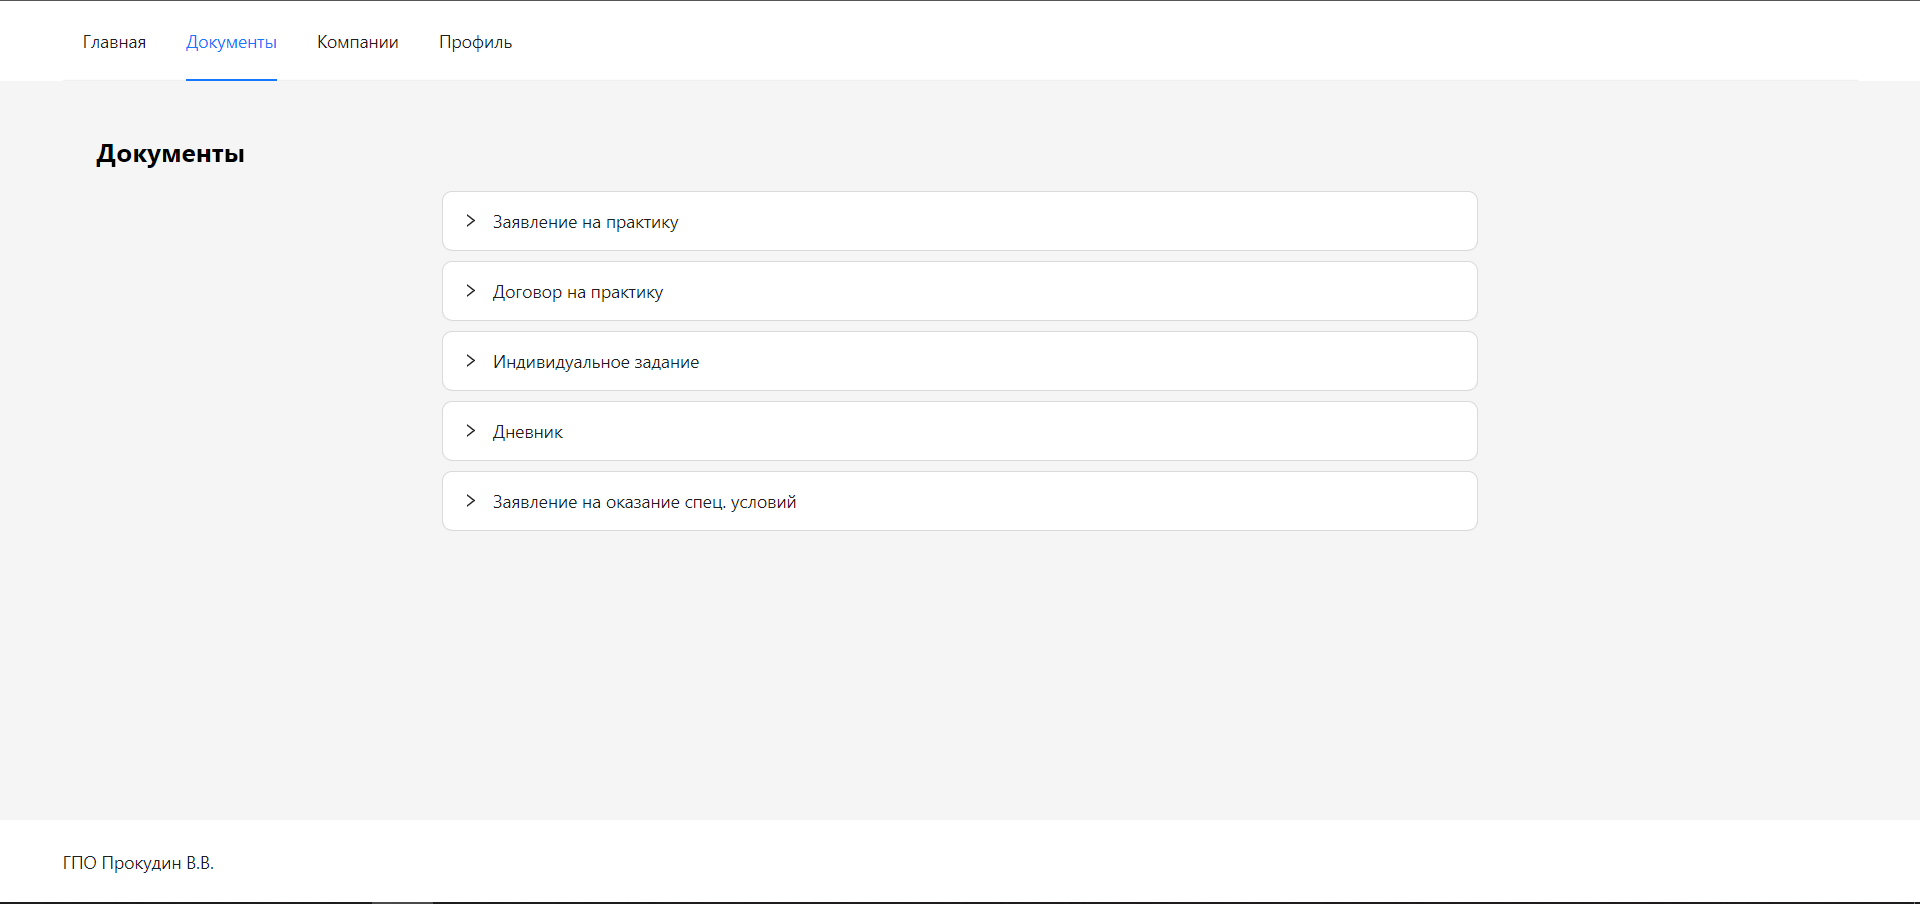 Главная Документы Компании Профиль
Документы
Заявление на практику
Договор на практику
Индивидуальное задание
Дневник
Заявление на оказание спец. условий
ГПО Прокудин В.В.